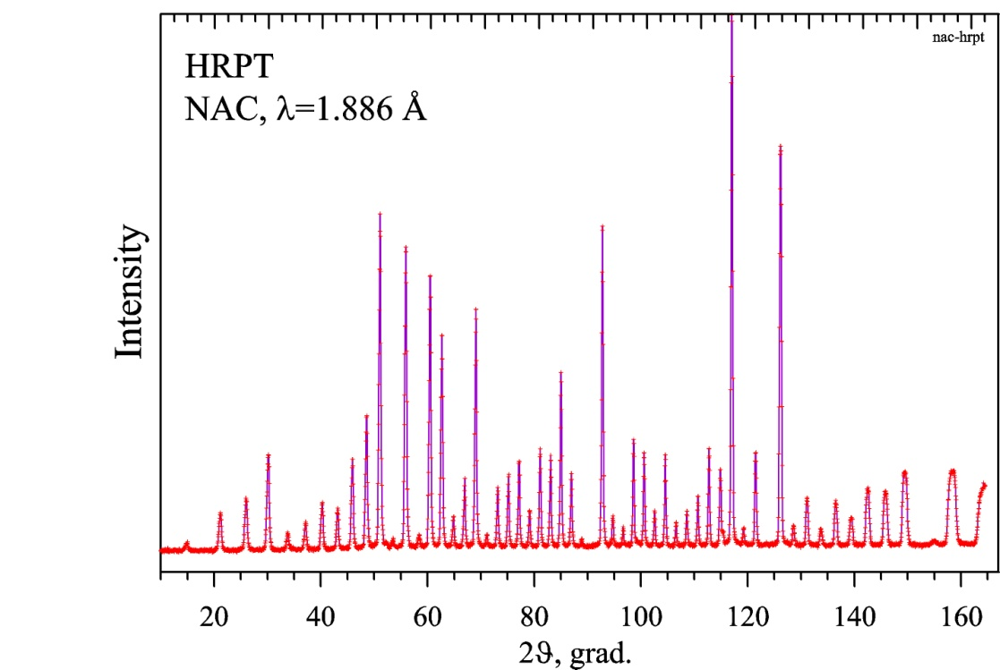 nac-hrpt
HRPT
NAC, λ=1.886 Å
Intensity
20 40 60 80 100 120 140 160
2ϑ, grad.